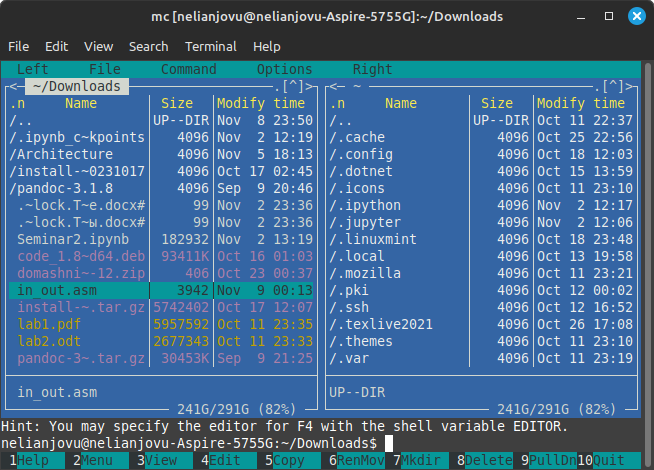 mc [nelianjovu@nelianjovu-Aspire-5755G]:~/Downloads
File Edit View Search Terminal Help
Left File Command Options Right
<─ ~/Downloads .[^]>
.n Name Size Modify time
/.. UP--DIR Nov 8 23:50
/.ipynb_c~kpoints 4096 Nov 2 12:19
/Architecture 4096 Nov 5 18:13
/install-~0231017 4096 Oct 17 02:45
/pandoc-3.1.8 4096 Sep 9 20:46
.~lock.T~e.docx# 99 Nov 2 23:36
.~lock.T~ы.docx# 99 Nov 2 23:36
Seminar2.ipynb 182932 Nov 2 13:19
code_1.8~d64.deb 93411K Oct 16 01:03
domashni~-12.zip 406 Oct 23 00:37
in_out.asm 3942 Nov 9 00:13
install-~.tar.gz 5742402 Oct 17 12:07
lab1.pdf 5957592 Oct 11 23:35
lab2.odt 2677343 Oct 11 23:33
pandoc-3~.tar.gz 30453K Sep 9 21:25
in_out.asm
241G/291G (82%)
<─ ~ .[^]>
.n Name Size Modify time
/.. UP--DIR Oct 11 22:37
/.cache 4096 Oct 25 22:56
/.config 4096 Oct 18 12:03
/.dotnet 4096 Oct 15 13:59
/.icons 4096 Oct 11 23:10
/.ipython 4096 Nov 2 12:17
/.jupyter 4096 Nov 2 12:06
/.linuxmint 4096 Oct 18 23:48
/.local 4096 Oct 13 19:58
/.mozilla 4096 Oct 11 23:21
/.pki 4096 Oct 12 00:02
/.ssh 4096 Oct 12 16:52
/.texlive2021 4096 Oct 26 17:08
/.themes 4096 Oct 11 23:10
/.var 4096 Oct 11 23:19
UP--DIR
241G/291G (82%)
Hint: You may specify the editor for F4 with the shell variable EDITOR.
nelianjovu@nelianjovu-Aspire-5755G:~/Downloads$
1Help 2Menu 3View 4Edit 5Copy 6RenMov 7Mkdir 8Delete 9PullDn 10Quit